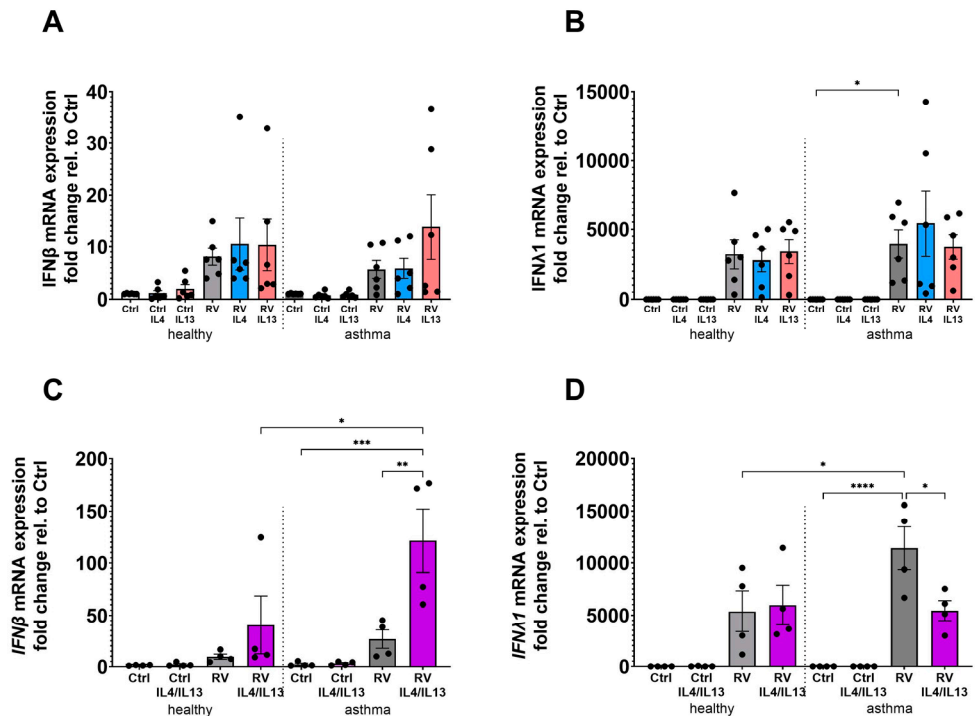 A
IFNβ mRNA expression
fold change rel. to Ctrl
40
30
20
10
0
Ctrl
Ctrl
IL4
Ctrl
IL13
RV
RV
IL4
RV
IL13
Ctrl
Ctrl
IL4
Ctrl
IL13
RV
RV
IL4
RV
IL13
healthy
asthma
B
IFNΛ1 mRNA expression
fold change rel. to Ctrl
15000
10000
5000
0
*
Ctrl
Ctrl
IL4
Ctrl
IL13
RV
RV
IL4
RV
IL13
Ctrl
Ctrl
IL4
Ctrl
IL13
RV
RV
IL4
RV
IL13
healthy
asthma
C
IFNβ mRNA expression
fold change rel. to Ctrl
200
150
100
50
0
*
***
**
Ctrl
Ctrl
IL4/IL13
RV
RV
IL4/IL13
Ctrl
Ctrl
IL4/IL13
RV
RV
IL4/IL13
healthy
asthma
D
IFNΛ1 mRNA expression
fold change rel. to Ctrl
20000
15000
10000
5000
0
*
****
*
Ctrl
Ctrl
IL4/IL13
RV
RV
IL4/IL13
Ctrl
Ctrl
IL4/IL13
RV
RV
IL4/IL13
healthy
asthma